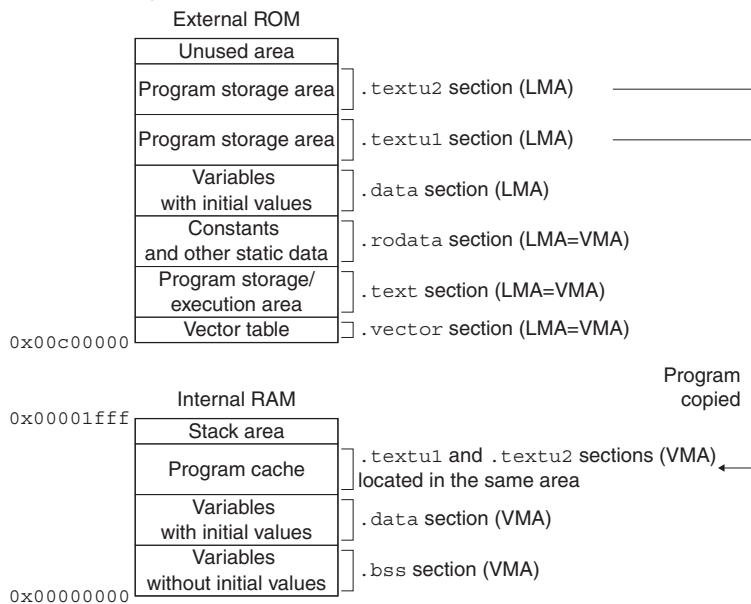 External ROM
Unused area
Program storage area
.textu2 section (LMA)
Program storage area
.textu1 section (LMA)
Variables
with initial values
.data section (LMA)
Constants
and other static data
.rodata section (LMA=VMA)
Program storage/
execution area
.text section (LMA=VMA)
Vector table
.vector section (LMA=VMA)
0x00c00000
Program
copied
Internal RAM
0x00001fff
Stack area
Program cache
.textu1 and .textu2 sections (VMA)
located in the same area
Variables
with initial values
.data section (VMA)
Variables
without initial values
.bss section (VMA)
0x00000000